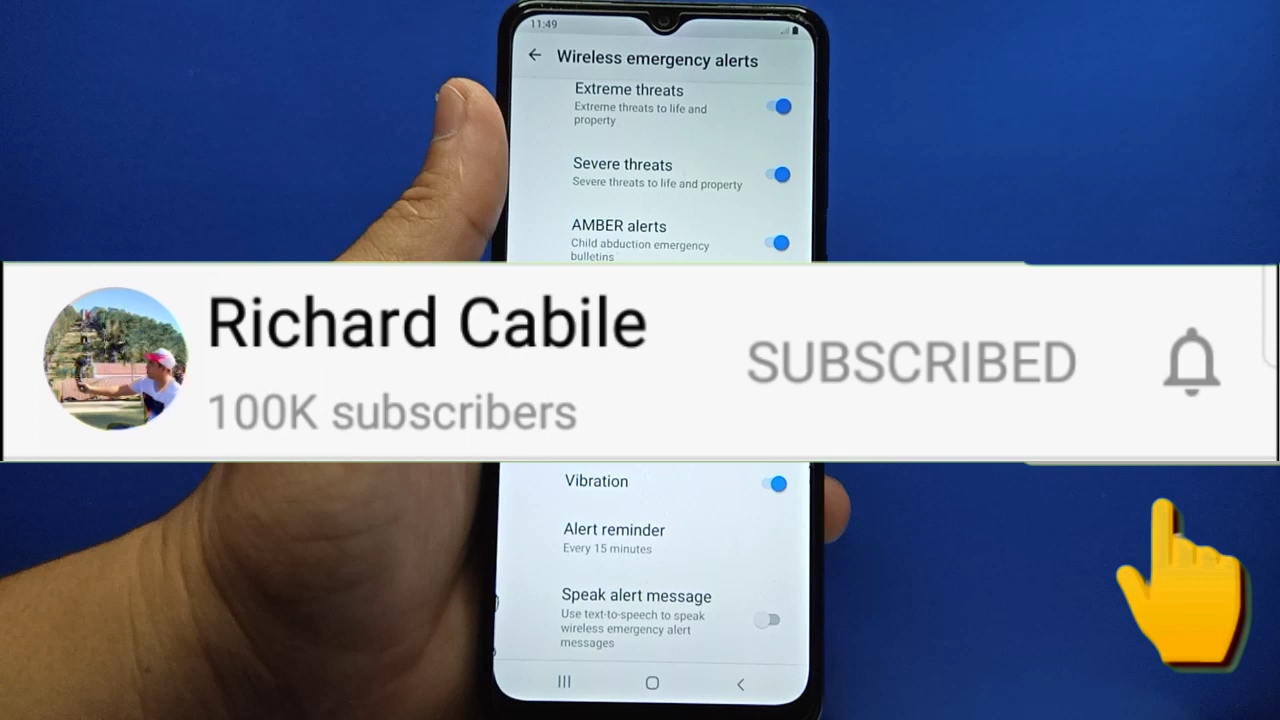 11:49
Wireless emergency alerts
Extreme threats
Extreme threats to life and
property
Severe threats
Severe threats to life and property
AMBER alerts
Child abduction emergency
bulletins
Richard Cabile
100K subscribers
SUBSCRIBED
Vibration
Alert reminder
Every 15 minutes
Speak alert message
Use text-to-speech to speak
wireless emergency alert
messages